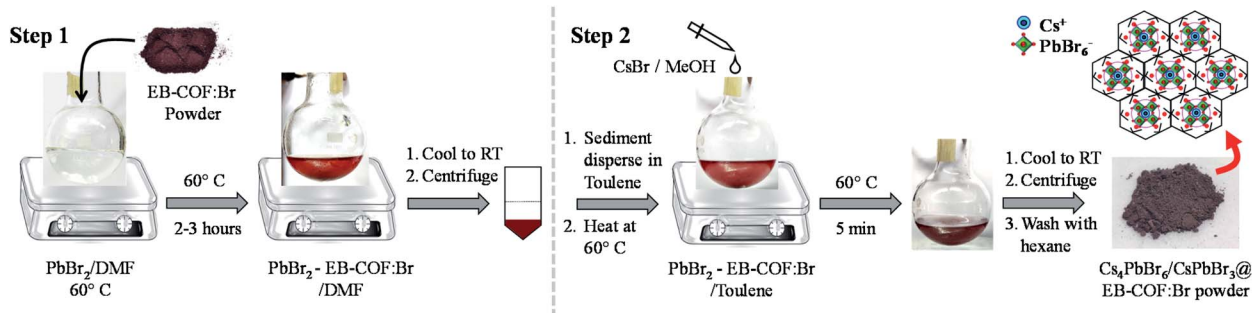 Step 1
EB-COF:Br
Powder
PbBr₂/DMF
60° C
60° C
2-3 hours
PbBr₂ - EB-COF:Br
/DMF
1. Cool to RT
2. Centrifuge
Step 2
CsBr / MeOH
1. Sediment
disperse in
Toulene
2. Heat at
60° C
PbBr₂ - EB-COF:Br
/Toulene
60° C
5 min
1. Cool to RT
2. Centrifuge
3. Wash with
hexane
Cs⁺
PbBr₆⁻
Cs₄PbBr₆/CsPbBr₃@
EB-COF:Br powder